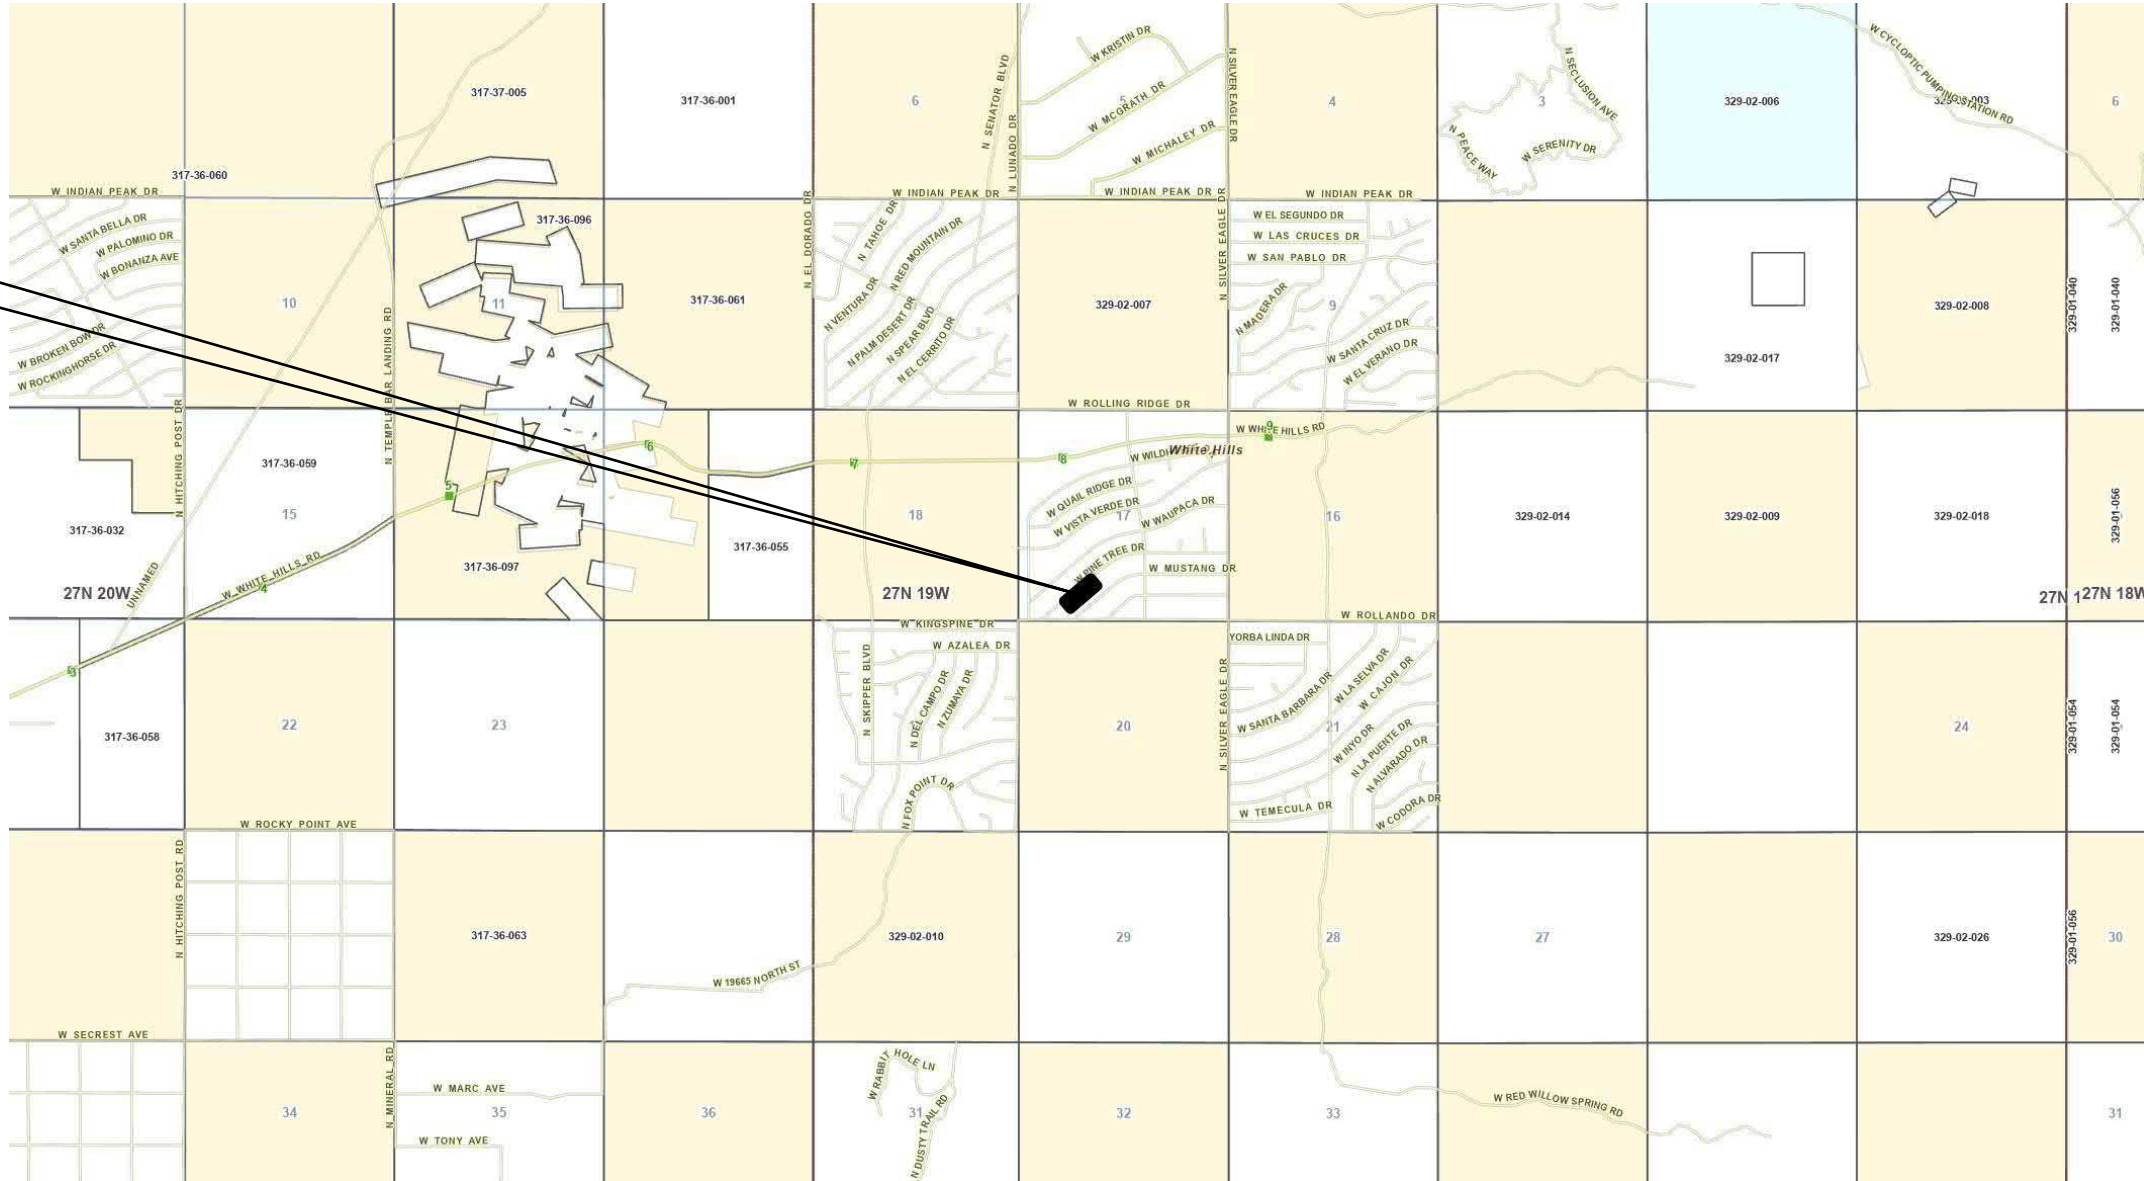 W KRISTIN DR
W CYCLOPTIC PUMPING STATION RD
N SENATOR BLVD
N SILVER EAGLE DR
N SECLUSION AVE
317-37-005
317-36-001
6
5
4
3
329-02-006
6
W MCGRATH DR
W MICHALEY DR
N LUNADO DR
N PEACE WAY
W SERENITY DR
317-36-060
W INDIAN PEAK DR
W INDIAN PEAK DR
W INDIAN PEAK DR
W INDIAN PEAK DR
317-36-096
N EL DORADO DR
N TAHOE DR
N RED MOUNTAIN DR
N SILVER EAGLE DR
W EL SEGUNDO DR
W LAS CRUCES DR
W SAN PABLO DR
W SANTA BELLA DR
W PALOMINO DR
W BONANZA AVE
10
11
317-36-061
N VENTURA DR
N PALM DESERT DR
N SPEAR BLVD
N EL CERRITO DR
329-02-007
N MADERA DR
9
329-02-008
329-01-040
329-01-040
W SANTA CRUZ DR
W EL VERANO DR
329-02-017
W BROKEN BOW DR
W ROCKINGHORSE DR
N TEMPLE BAR LANDING RD
N HITCHING POST DR
W ROLLING RIDGE DR
W WHITE HILLS RD
9
White Hills
317-36-059
5
6
7
8
W QUAIL RIDGE DR
W VISTA VERDE DR
W WAUPACA DR
317-36-032
15
18
17
16
329-02-014
329-02-009
329-02-018
329-01-056
317-36-055
W PINE TREE DR
W MUSTANG DR
317-36-097
UNNAMED
W WHITE HILLS RD
4
27N 20W
27N 19W
27N 18W
W ROLLANDO DR
W KINGSPINE DR
W AZALEA DR
YORBA LINDA DR
3
N SKIPPER BLVD
N DEL CAMPO DR
N ZUMAYA DR
N SILVER EAGLE DR
W SANTA BARBARA DR
W LA SELVA DR
W CAJON DR
317-36-058
22
23
20
21
24
329-01-054
329-01-054
W INYO DR
N LA PUENTE DR
N ALVARADO DR
N FOX POINT DR
W TEMECULA DR
W CODORA DR
W ROCKY POINT AVE
N HITCHING POST RD
317-36-063
329-02-010
29
28
27
329-02-026
329-01-056
30
W 19665 NORTH ST
W SECREST AVE
N MINERAL RD
W MARC AVE
W RABBIT HOLE LN
N DUSTY TRAIL RD
W RED WILLOW SPRING RD
34
35
36
31
32
33
31
W TONY AVE